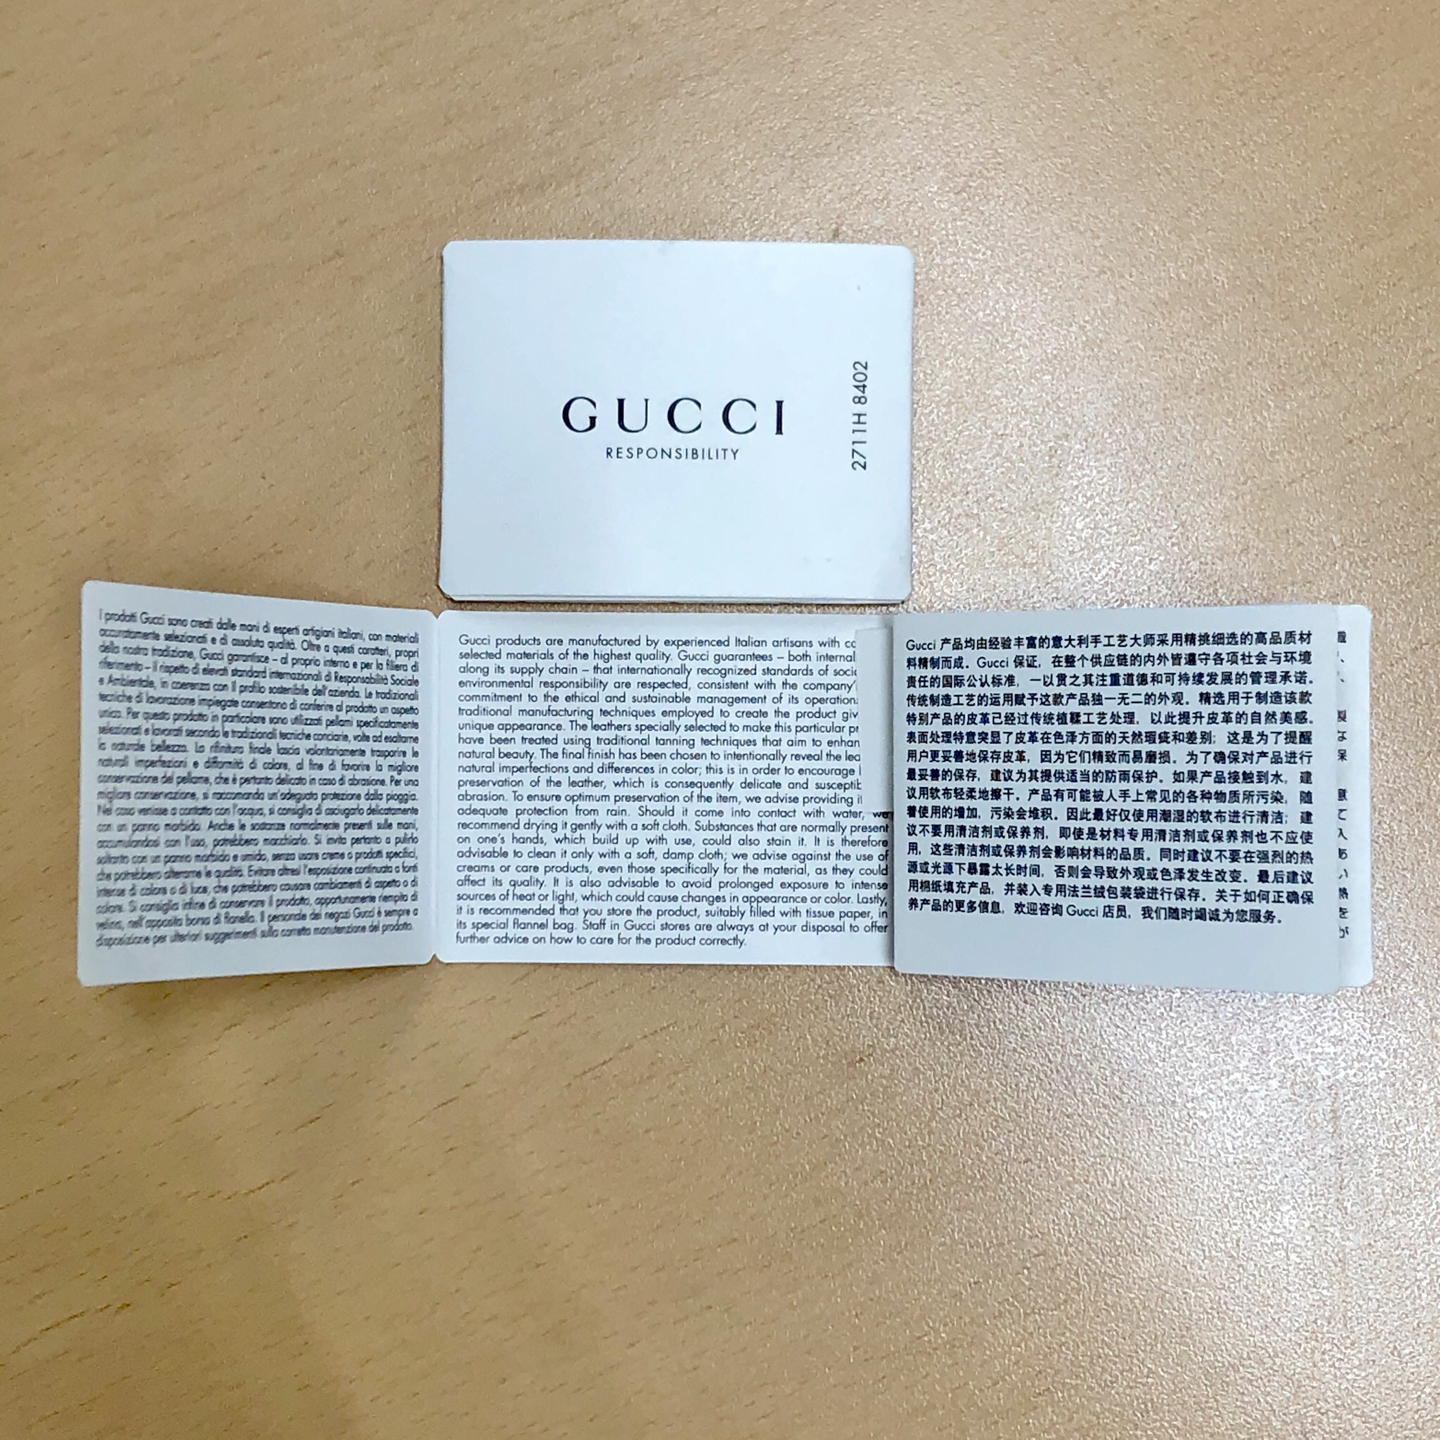 GUCCI
RESPONSIBILITY
2711H 8402
I prodotti Gucci sono creati dalle mani di esperti artigiani italiani, con materiali
accuratamente selezionati e di assoluta qualità. Oltre a questi caratteri, propri
della nostra tradizione, Gucci garantisce – al proprio interno e per la filiera di
riferimento – il rispetto di elevati standard internazionali di Responsabilità Sociale
e Ambientale, in coerenza con il profilo sostenibile dell'azienda. Le tradizionali
tecniche di lavorazione impiegate consentono di conferire al prodotto un aspetto
unico. Per questo prodotto in particolare sono utilizzati pellami specificatamente
selezionati e lavorati secondo le tradizionali tecniche conciarie, volte ad esaltarne
la naturale bellezza. La rifinitura finale lascia volontariamente trasparire le
naturali imperfezioni e difformità di colore, al fine di favorire la migliore
conservazione del pellame, che è pertanto delicato in caso di abrasione. Per una
migliore conservazione, si raccomanda un'adeguata protezione dalla pioggia.
Nel caso venisse a contatto con l'acqua, si consiglia di asciugarlo delicatamente
con un panno morbido. Anche le sostanze normalmente presenti sulle mani,
accumulandosi con l'uso, potrebbero macchiarlo. Si invita pertanto a pulirlo
soltanto con un panno morbido e umido, senza usare creme o prodotti specifici,
che potrebbero alterarne le qualità. Evitare altresì l'esposizione continuata a fonti
intense di calore o di luce, che potrebbero causare cambiamenti di aspetto o di
colore. Si consiglia infine di conservare il prodotto, opportunamente riempito di
velina, nell'apposita borsa di flanella. Il personale dei negozi Gucci è sempre a
disposizione per ulteriori suggerimenti sulla corretta manutenzione del prodotto.
Gucci products are manufactured by experienced Italian artisans with
selected materials of the highest quality. Gucci guarantees – both internal
along its supply chain – that internationally recognized standards of soci
environmental responsibility are respected, consistent with the company'
commitment to the ethical and sustainable management of its operation
traditional manufacturing techniques employed to create the product giv
unique appearance. The leathers specially selected to make this particular pr
have been treated using traditional tanning techniques that aim to enhan
natural beauty. The final finish has been chosen to intentionally reveal the lea
natural imperfections and differences in color; this is in order to encourage
preservation of the leather, which is consequently delicate and susceptib
abrasion. To ensure optimum preservation of the item, we advise providing it
adequate protection from rain. Should it come into contact with water, we
recommend drying it gently with a soft cloth. Substances that are normally present
on one's hands, which build up with use, could also stain it. It is therefore
advisable to clean it only with a soft, damp cloth; we advise against the use of
creams or care products, even those specifically for the material, as they could
affect its quality. It is also advisable to avoid prolonged exposure to intense
sources of heat or light, which could cause changes in appearance or color. Lastly,
it is recommended that you store the product, suitably filled with tissue paper, in
its special flannel bag. Staff in Gucci stores are always at your disposal to offer
further advice on how to care for the product correctly.
Gucci 产品均由经验丰富的意大利手工艺大师采用精挑细选的高品质材
料精制而成。Gucci 保证，在整个供应链的内外皆遵守各项社会与环境
责任的国际公认标准，一以贯之其注重道德和可持续发展的管理承诺。
传统制造工艺的运用赋予这款产品独一无二的外观。精选用于制造该款
特别产品的皮革已经过传统植鞣工艺处理，以此提升皮革的自然美感。
表面处理特意突显了皮革在色泽方面的天然瑕疵和差别；这是为了提醒
用户更妥善地保存皮革，因为它们精致而易磨损。为了确保对产品进行
最妥善的保存，建议为其提供适当的防雨保护。如果产品接触到水，建
议用软布轻柔地擦干。产品有可能被人手上常见的各种物质所污染，随
着使用的增加，污染会堆积。因此最好仅使用潮湿的软布进行清洁；建
议不要用清洁剂或保养剂，即使是材料专用清洁剂或保养剂也不应使
用，这些清洁剂或保养剂会影响材料的品质。同时建议不要在强烈的热
源或光源下暴露太长时间，否则会导致外观或色泽发生改变。最后建议
用棉纸填充产品，并装入专用法兰绒包装袋进行保存。关于如何正确保
养产品的更多信息，欢迎咨询 Gucci 店员，我们随时竭诚为您服务。